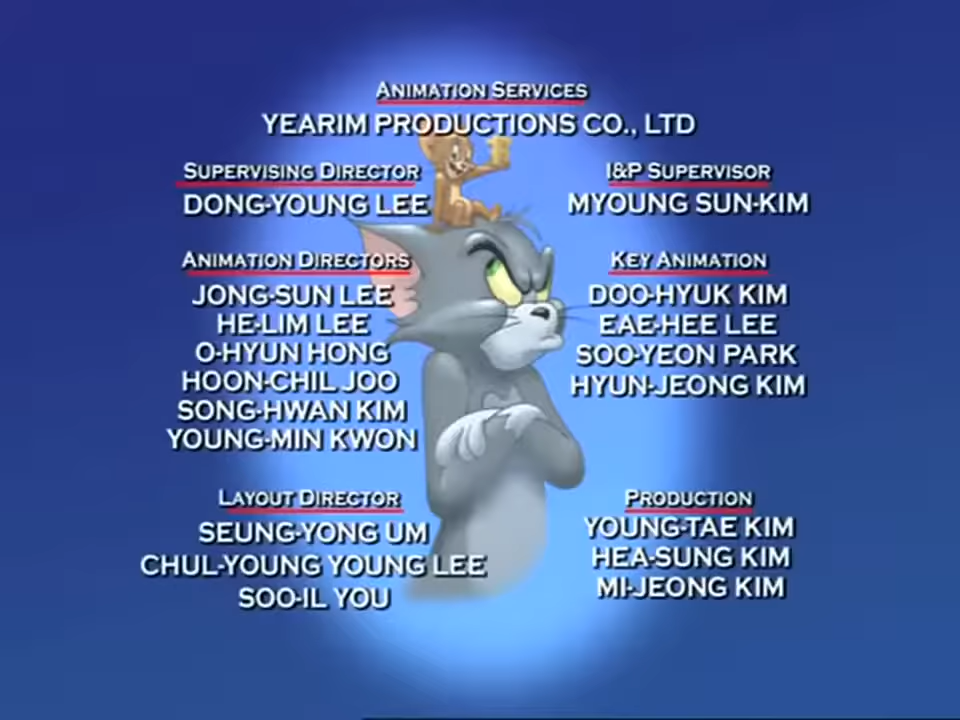 ANIMATION SERVICES
YEARIM PRODUCTIONS CO., LTD
SUPERVISING DIRECTOR
DONG-YOUNG LEE
I&P SUPERVISOR
MYOUNG SUN-KIM
ANIMATION DIRECTORS
JONG-SUN LEE
HE-LIM LEE
O-HYUN HONG
HOON-CHIL JOO
SONG-HWAN KIM
YOUNG-MIN KWON
KEY ANIMATION
DOO-HYUK KIM
EAE-HEE LEE
SOO-YEON PARK
HYUN-JEONG KIM
LAYOUT DIRECTOR
SEUNG-YONG UM
CHUL-YOUNG YOUNG LEE
SOO-IL YOU
PRODUCTION
YOUNG-TAE KIM
HEA-SUNG KIM
MI-JEONG KIM